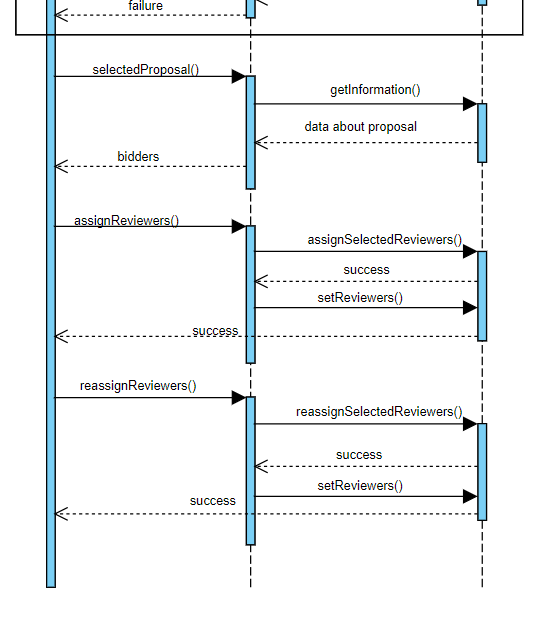 failure
selectedProposal()
getInformation()
data about proposal
bidders
assignReviewers()
assignSelectedReviewers()
success
setReviewers()
success
reassignReviewers()
reassignSelectedReviewers()
success
setReviewers()
success